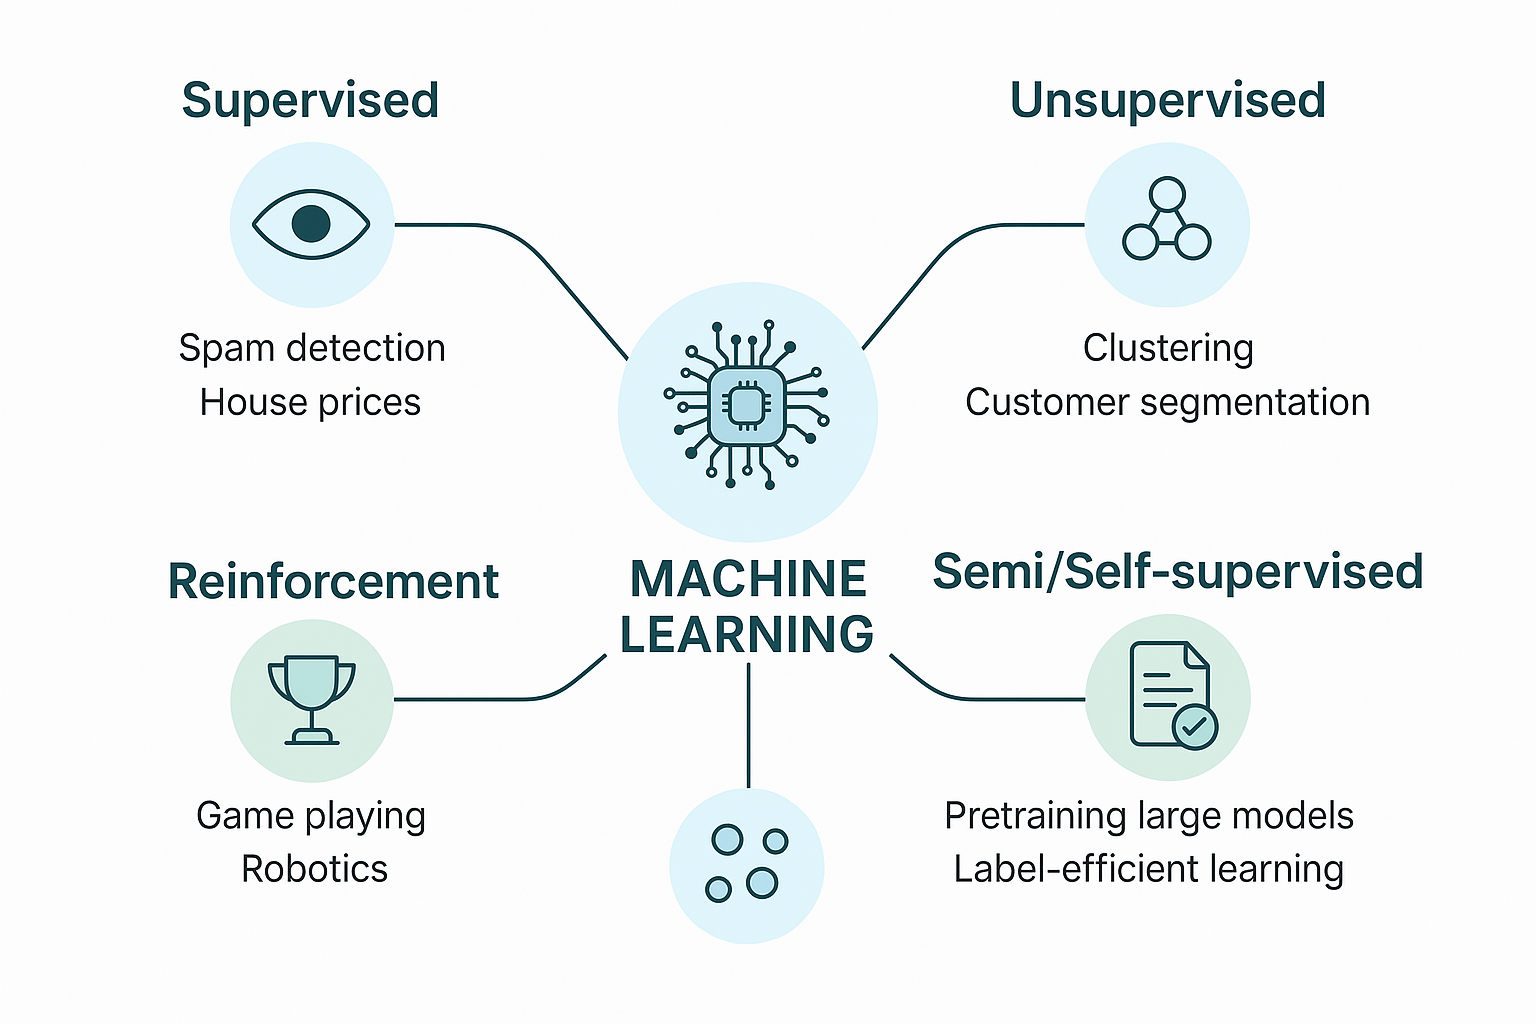 Supervised
Spam detection
House prices
Unsupervised
Clustering
Customer segmentation
MACHINE
LEARNING
Reinforcement
Game playing
Robotics
Semi/Self-supervised
Pretraining large models
Label-efficient learning